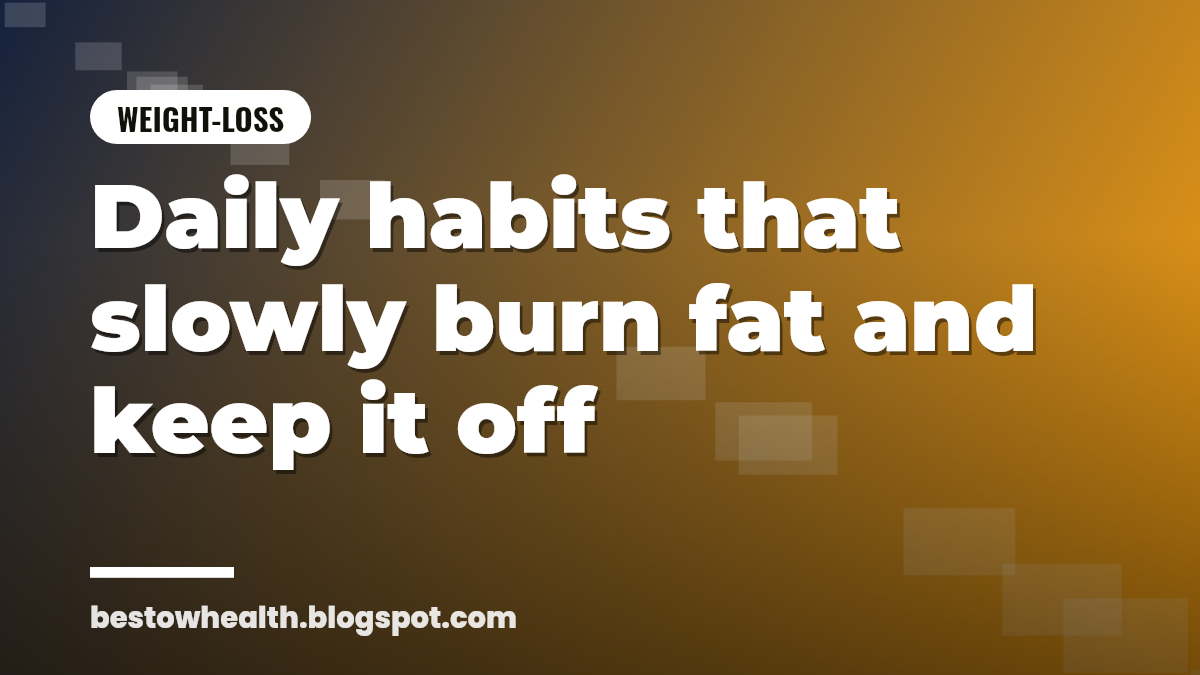 WEIGHT-LOSS
Daily habits that
slowly burn fat and
keep it off
bestowhealth.blogspot.com